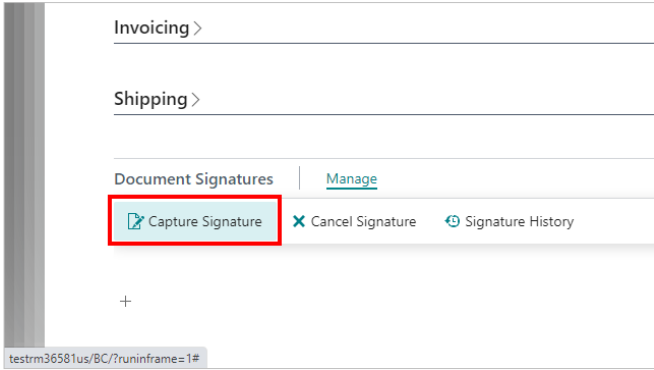 Invoicing >
Shipping >
Document Signatures | Manage
Capture Signature Cancel Signature Signature History
+
testrm36581us/BC/?runinframe=1#